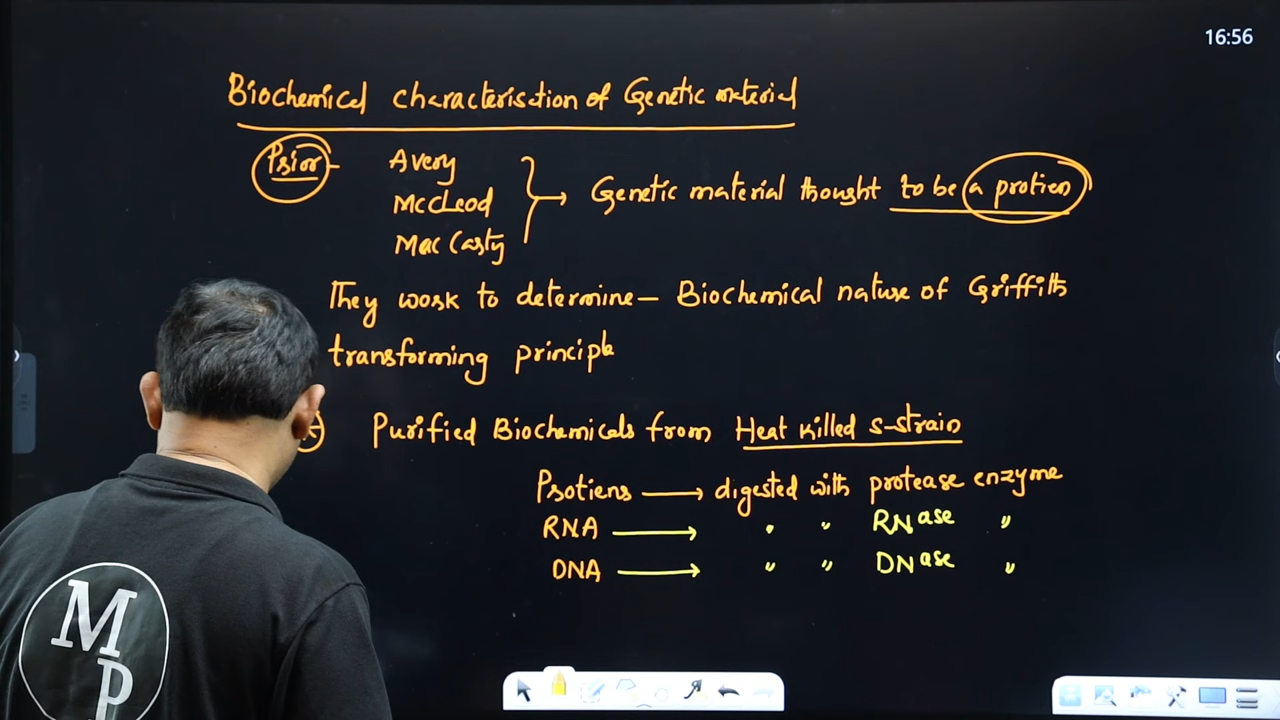 16:56
Biochemical characterisation of Genetic material
Prior - Avery
McCleod
Mac Carty
→ Genetic material thought to be a protien
They work to determine — Biochemical nature of Griffith
transforming principle
Purified Biochemicals from Heat killed s-strain
Protiens → digested with protease enzyme
RNA → " " RNase "
DNA → " " DNase "
MP